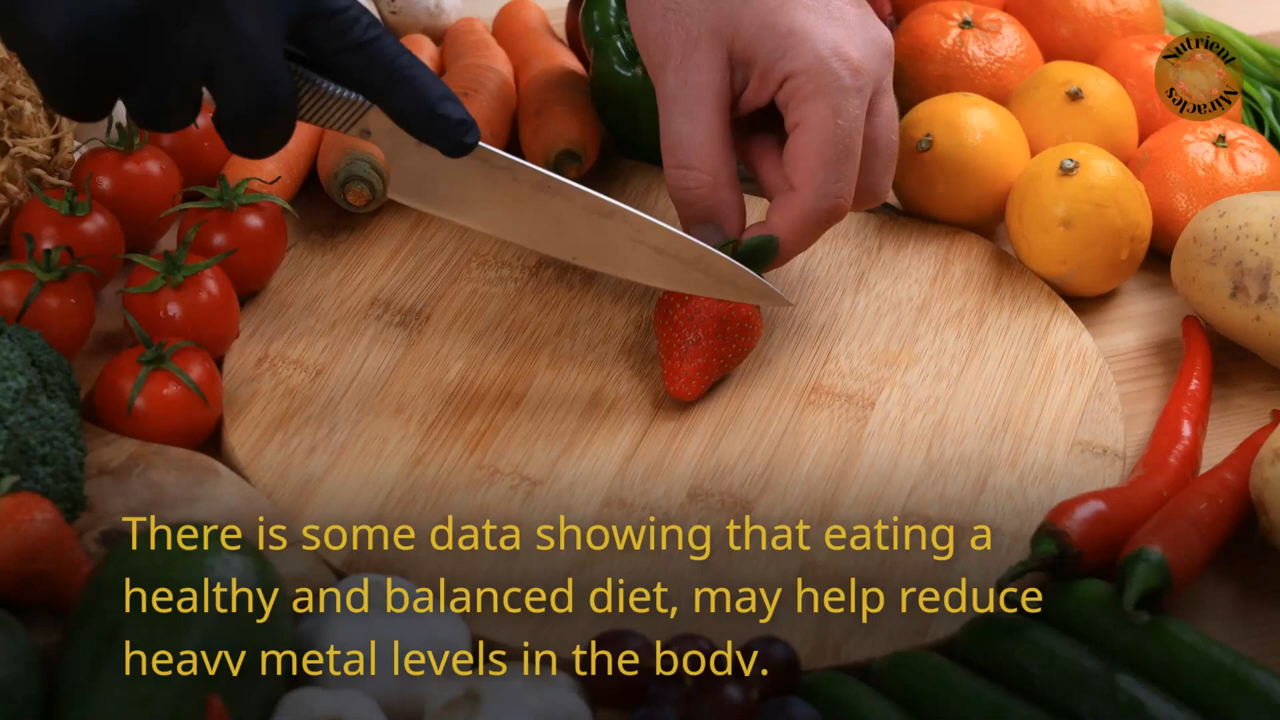 Nutrient
Miracles
There is some data showing that eating a
healthy and balanced diet, may help reduce
heavy metal levels in the body.